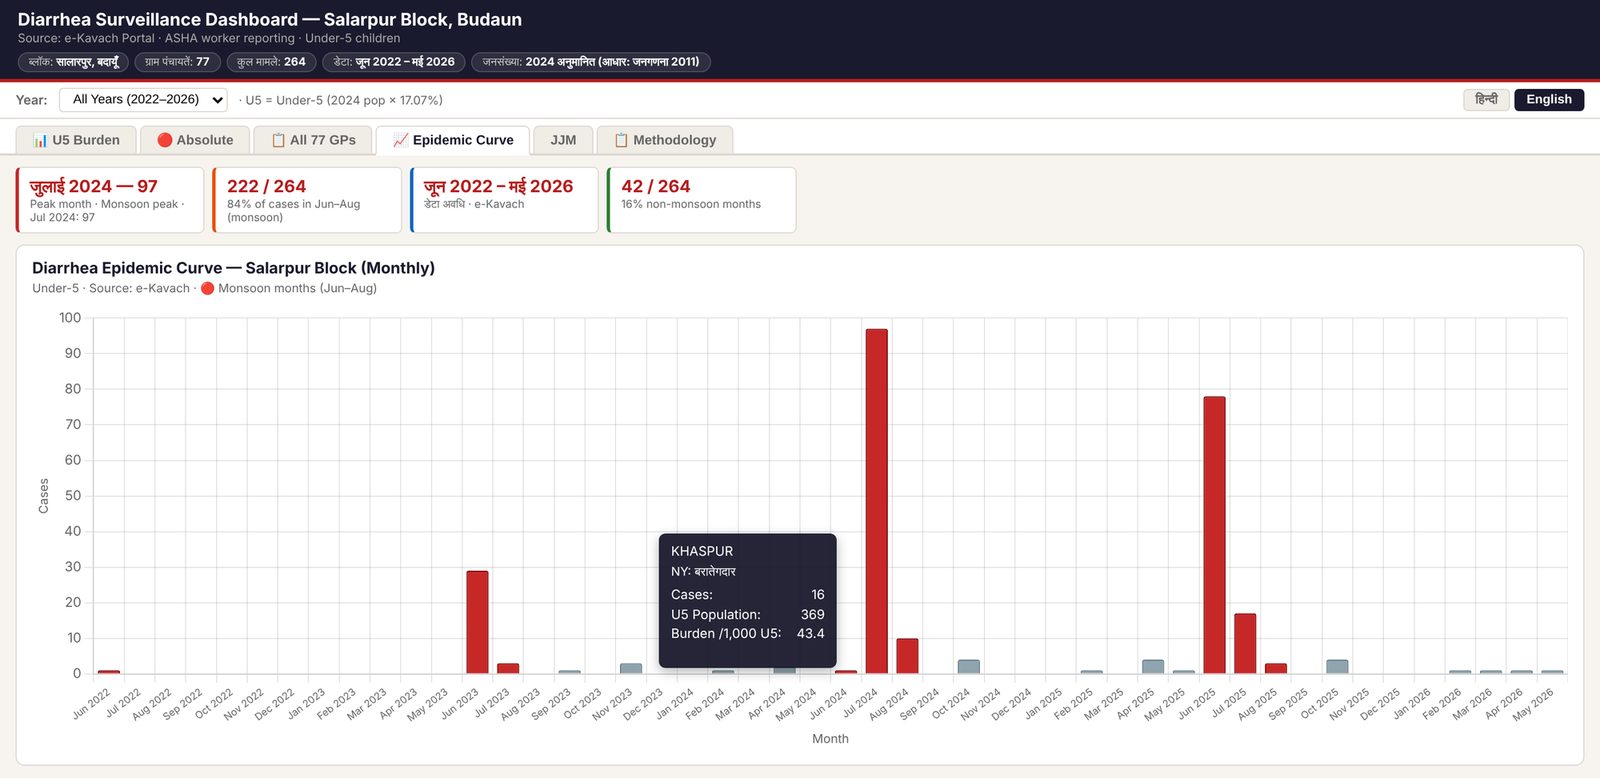 Diarrhea Surveillance Dashboard — Salarpur Block, Budaun
Source: e-Kavach Portal · ASHA worker reporting · Under-5 children
ब्लॉक: सालारपुर, बदायूँ ग्राम पंचायतें: 77 कुल मामले: 264 डेटा: जून 2022 – मई 2026 जनसंख्या: 2024 अनुमानित (आधार: जनगणना 2011)
Year: All Years (2022–2026) · U5 = Under-5 (2024 pop × 17.07%) हिन्दी English
U5 Burden Absolute All 77 GPs Epidemic Curve JJM Methodology
जुलाई 2024 — 97
Peak month · Monsoon peak ·
Jul 2024: 97
222 / 264
84% of cases in Jun–Aug
(monsoon)
जून 2022 – मई 2026
डेटा अवधि · e-Kavach
42 / 264
16% non-monsoon months
Diarrhea Epidemic Curve — Salarpur Block (Monthly)
Under-5 · Source: e-Kavach · Monsoon months (Jun–Aug)
100
90
80
70
60
50
40
30
20
10
0
Cases
KHASPUR
NY: बरातेगदार
Cases: 16
U5 Population: 369
Burden /1,000 U5: 43.4
Jun 2022 Jul 2022 Aug 2022 Sep 2022 Oct 2022 Nov 2022 Dec 2022 Jan 2023 Feb 2023 Mar 2023 Apr 2023 May 2023 Jun 2023 Jul 2023 Aug 2023 Sep 2023 Oct 2023 Nov 2023 Dec 2023 Jan 2024 Feb 2024 Mar 2024 Apr 2024 May 2024 Jun 2024 Jul 2024 Aug 2024 Sep 2024 Oct 2024 Nov 2024 Dec 2024 Jan 2025 Feb 2025 Mar 2025 Apr 2025 May 2025 Jun 2025 Jul 2025 Aug 2025 Sep 2025 Oct 2025 Nov 2025 Dec 2025 Jan 2026 Feb 2026 Mar 2026 Apr 2026 May 2026
Month